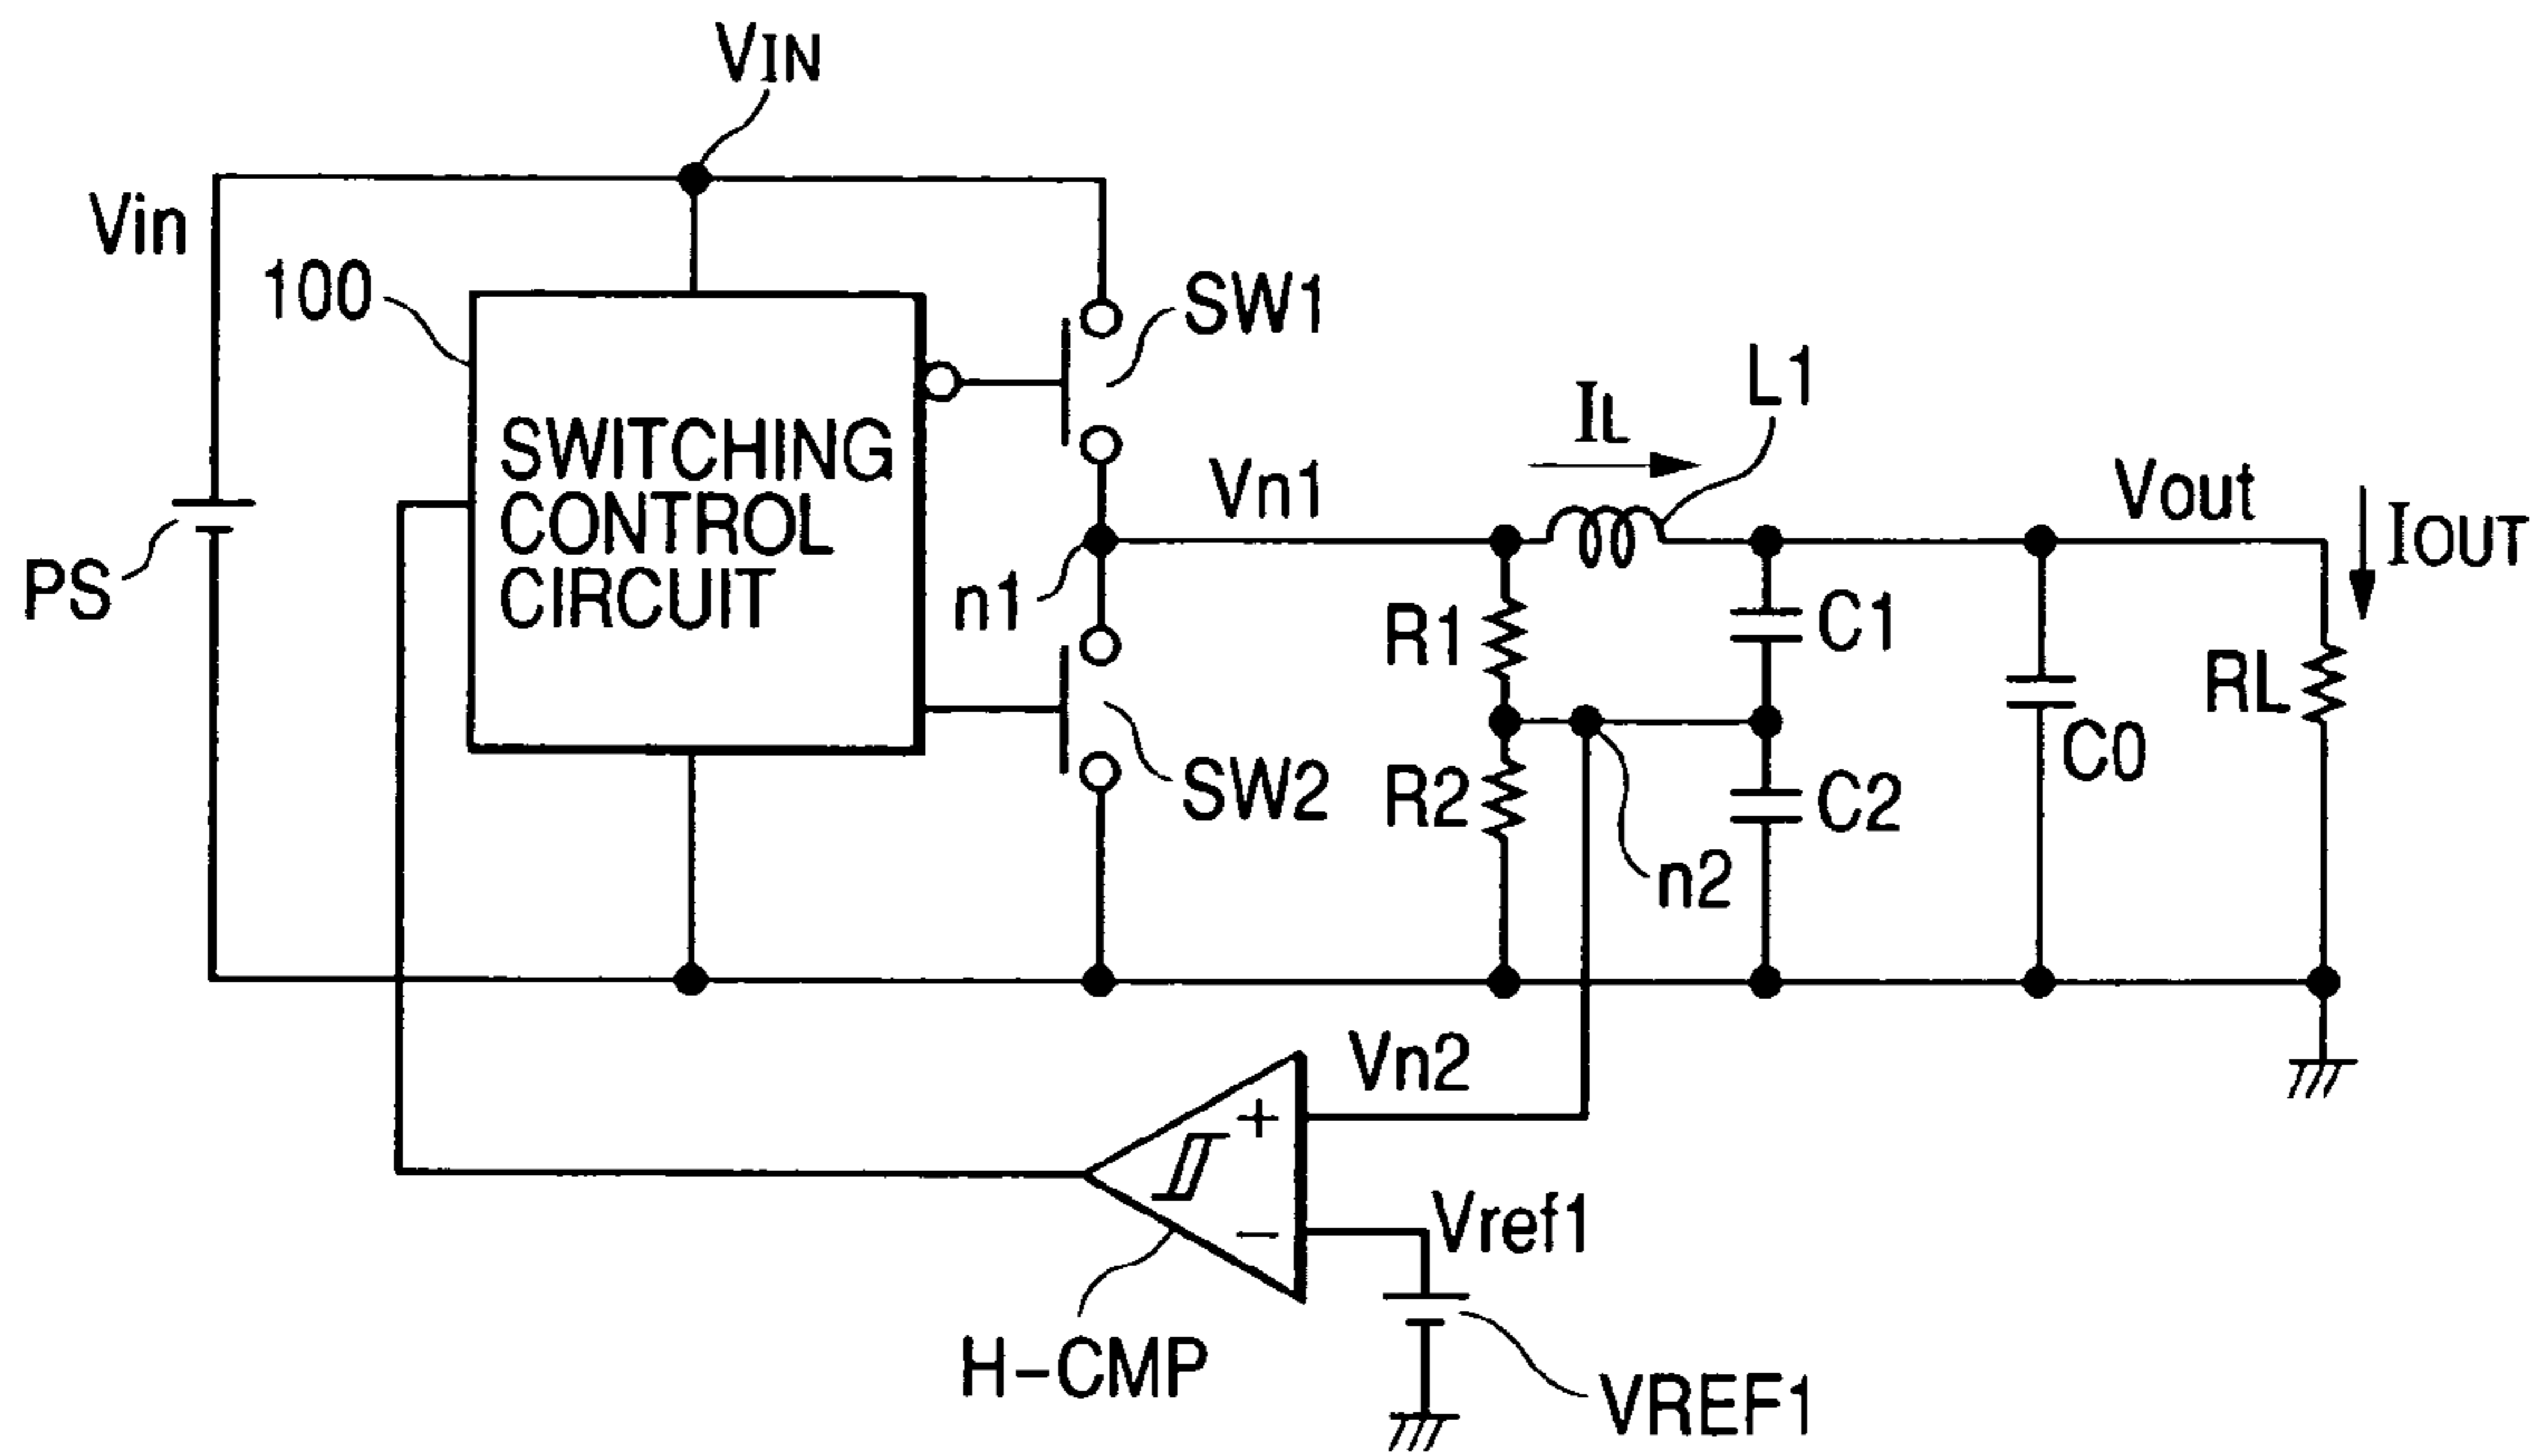 VIN
Vin
100
SW1
L1
IL
SWITCHING
CONTROL
CIRCUIT
Vn1
Vout
IOUT
PS
n1
R1
C1
RL
C0
SW2
R2
C2
n2
Vn2
+
Vref1
−
H-CMP
VREF1